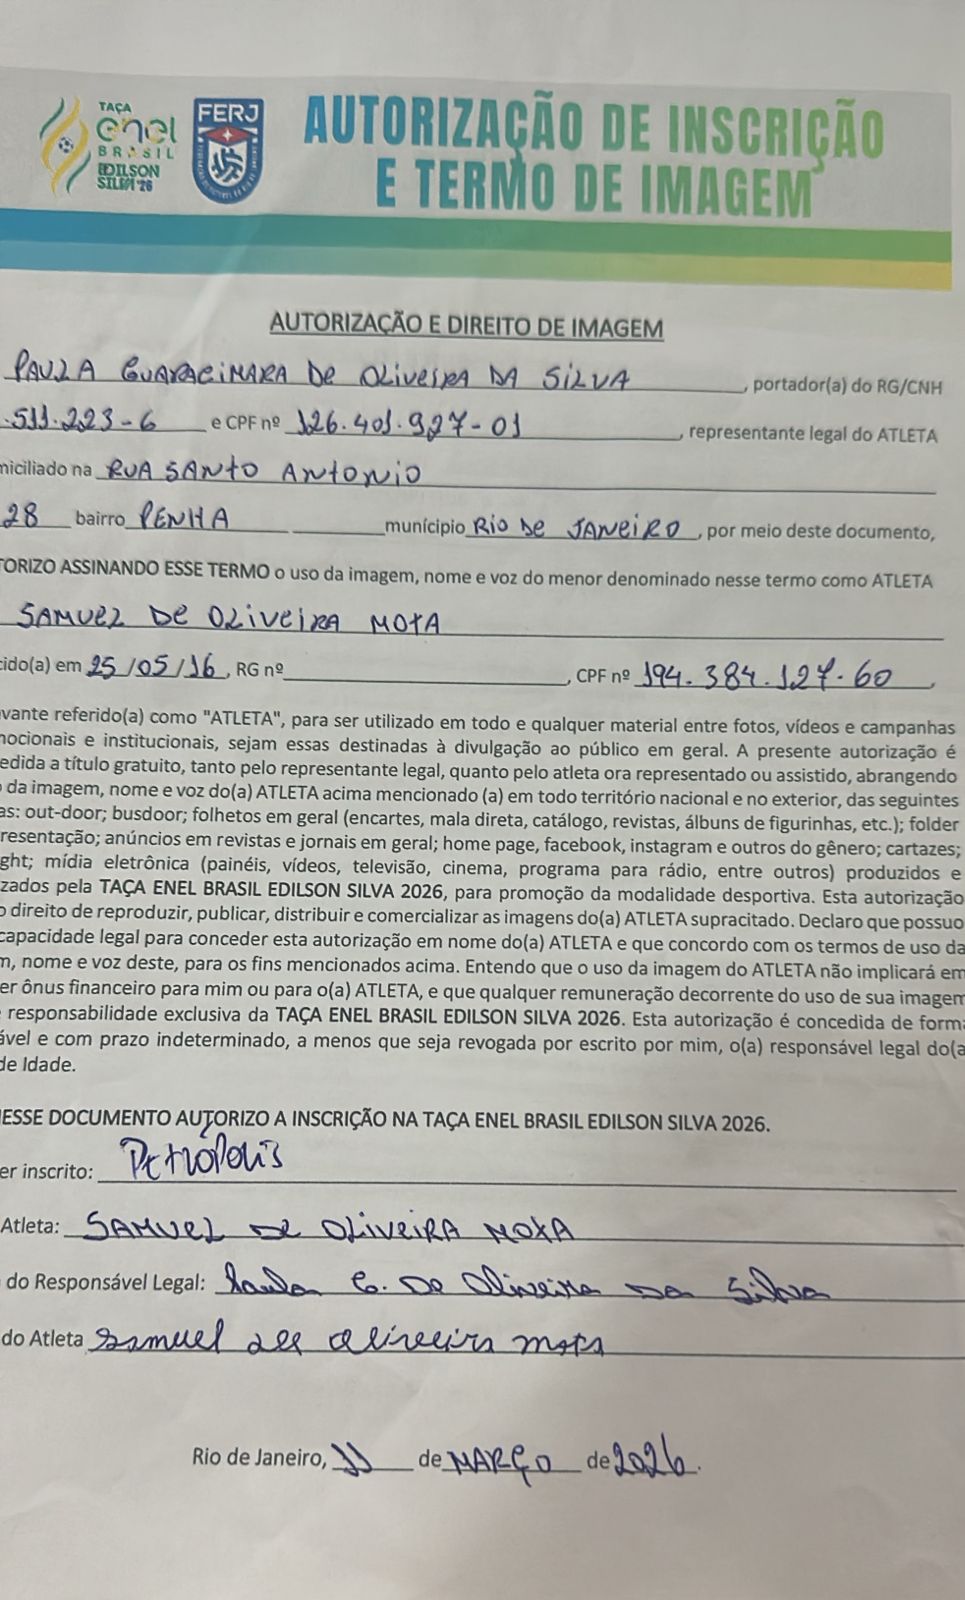 TAÇA
enel
BRASIL
EDILSON
SILVA'26
FERJ
AUTORIZAÇÃO DE INSCRIÇÃO
E TERMO DE IMAGEM
AUTORIZAÇÃO E DIREITO DE IMAGEM
PAULA GUARACIMARA DE OLIVEIRA DA SILVA, portador(a) do RG/CNH
.511.223-6 e CPF nº 126.401.927-01, representante legal do ATLETA
miciliado na RUA SANTO ANTONIO
28 bairro PENHA município RIO DE JANEIRO, por meio deste documento,
TORIZO ASSINANDO ESSE TERMO o uso da imagem, nome e voz do menor denominado nesse termo como ATLETA
SAMUEL DE OLIVEIRA MOTA
cido(a) em 25/05/16, RG nº, CPF nº 194.384.127-60,
vante referido(a) como "ATLETA", para ser utilizado em todo e qualquer material entre fotos, vídeos e campanhas
mocionais e institucionais, sejam essas destinadas à divulgação ao público em geral. A presente autorização é
edida a título gratuito, tanto pelo representante legal, quanto pelo atleta ora representado ou assistido, abrangendo
o da imagem, nome e voz do(a) ATLETA acima mencionado (a) em todo território nacional e no exterior, das seguintes
as: out-door; busdoor; folhetos em geral (encartes, mala direta, catálogo, revistas, álbuns de figurinhas, etc.); folder
resentação; anúncios em revistas e jornais em geral; home page, facebook, instagram e outros do gênero; cartazes;
ght; mídia eletrônica (painéis, vídeos, televisão, cinema, programa para rádio, entre outros) produzidos e
zados pela TAÇA ENEL BRASIL EDILSON SILVA 2026, para promoção da modalidade desportiva. Esta autorização
o direito de reproduzir, publicar, distribuir e comercializar as imagens do(a) ATLETA supracitado. Declaro que possuo
capacidade legal para conceder esta autorização em nome do(a) ATLETA e que concordo com os termos de uso da
m, nome e voz deste, para os fins mencionados acima. Entendo que o uso da imagem do ATLETA não implicará em
er ônus financeiro para mim ou para o(a) ATLETA, e que qualquer remuneração decorrente do uso de sua imagem
e responsabilidade exclusiva da TAÇA ENEL BRASIL EDILSON SILVA 2026. Esta autorização é concedida de forma
ável e com prazo indeterminado, a menos que seja revogada por escrito por mim, o(a) responsável legal do(a
de Idade.
NESSE DOCUMENTO AUTORIZO A INSCRIÇÃO NA TAÇA ENEL BRASIL EDILSON SILVA 2026.
er inscrito: Petrópolis
Atleta: SAMUEL DE OLIVEIRA MOTA
do Responsável Legal: Paula G. De Oliveira Da Silva
do Atleta Samuel de oliveira mota
Rio de Janeiro, 11 de MARÇO de 2026.